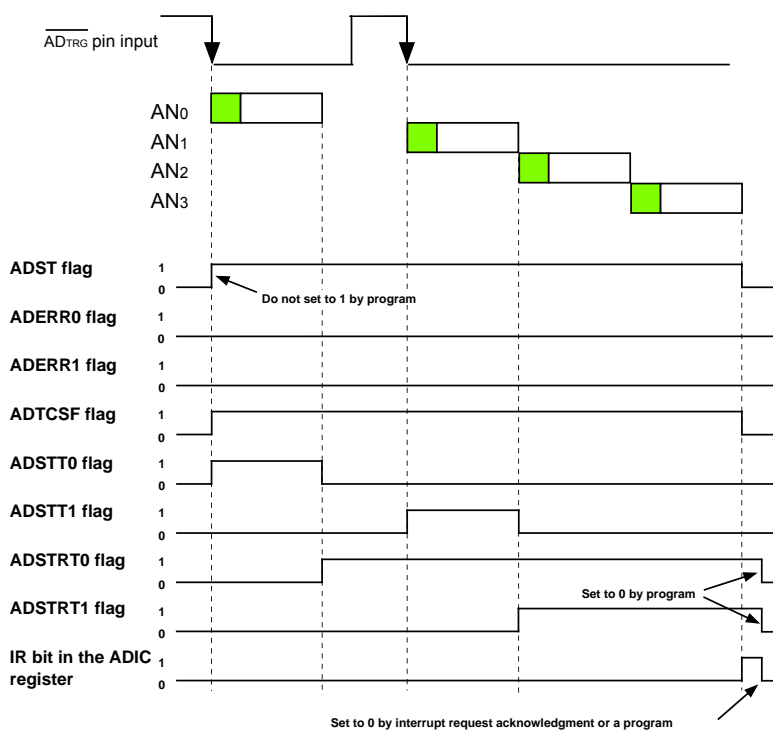 ADTRG pin input
AN0
AN1
AN2
AN3
ADST flag 1
0
Do not set to 1 by program
ADERR0 flag 1
0
ADERR1 flag 1
0
ADTCSF flag 1
0
ADSTT0 flag 1
0
ADSTT1 flag 1
0
ADSTRT0 flag 1
0
Set to 0 by program
ADSTRT1 flag 1
0
IR bit in the ADIC 1
register 0
Set to 0 by interrupt request acknowledgment or a program